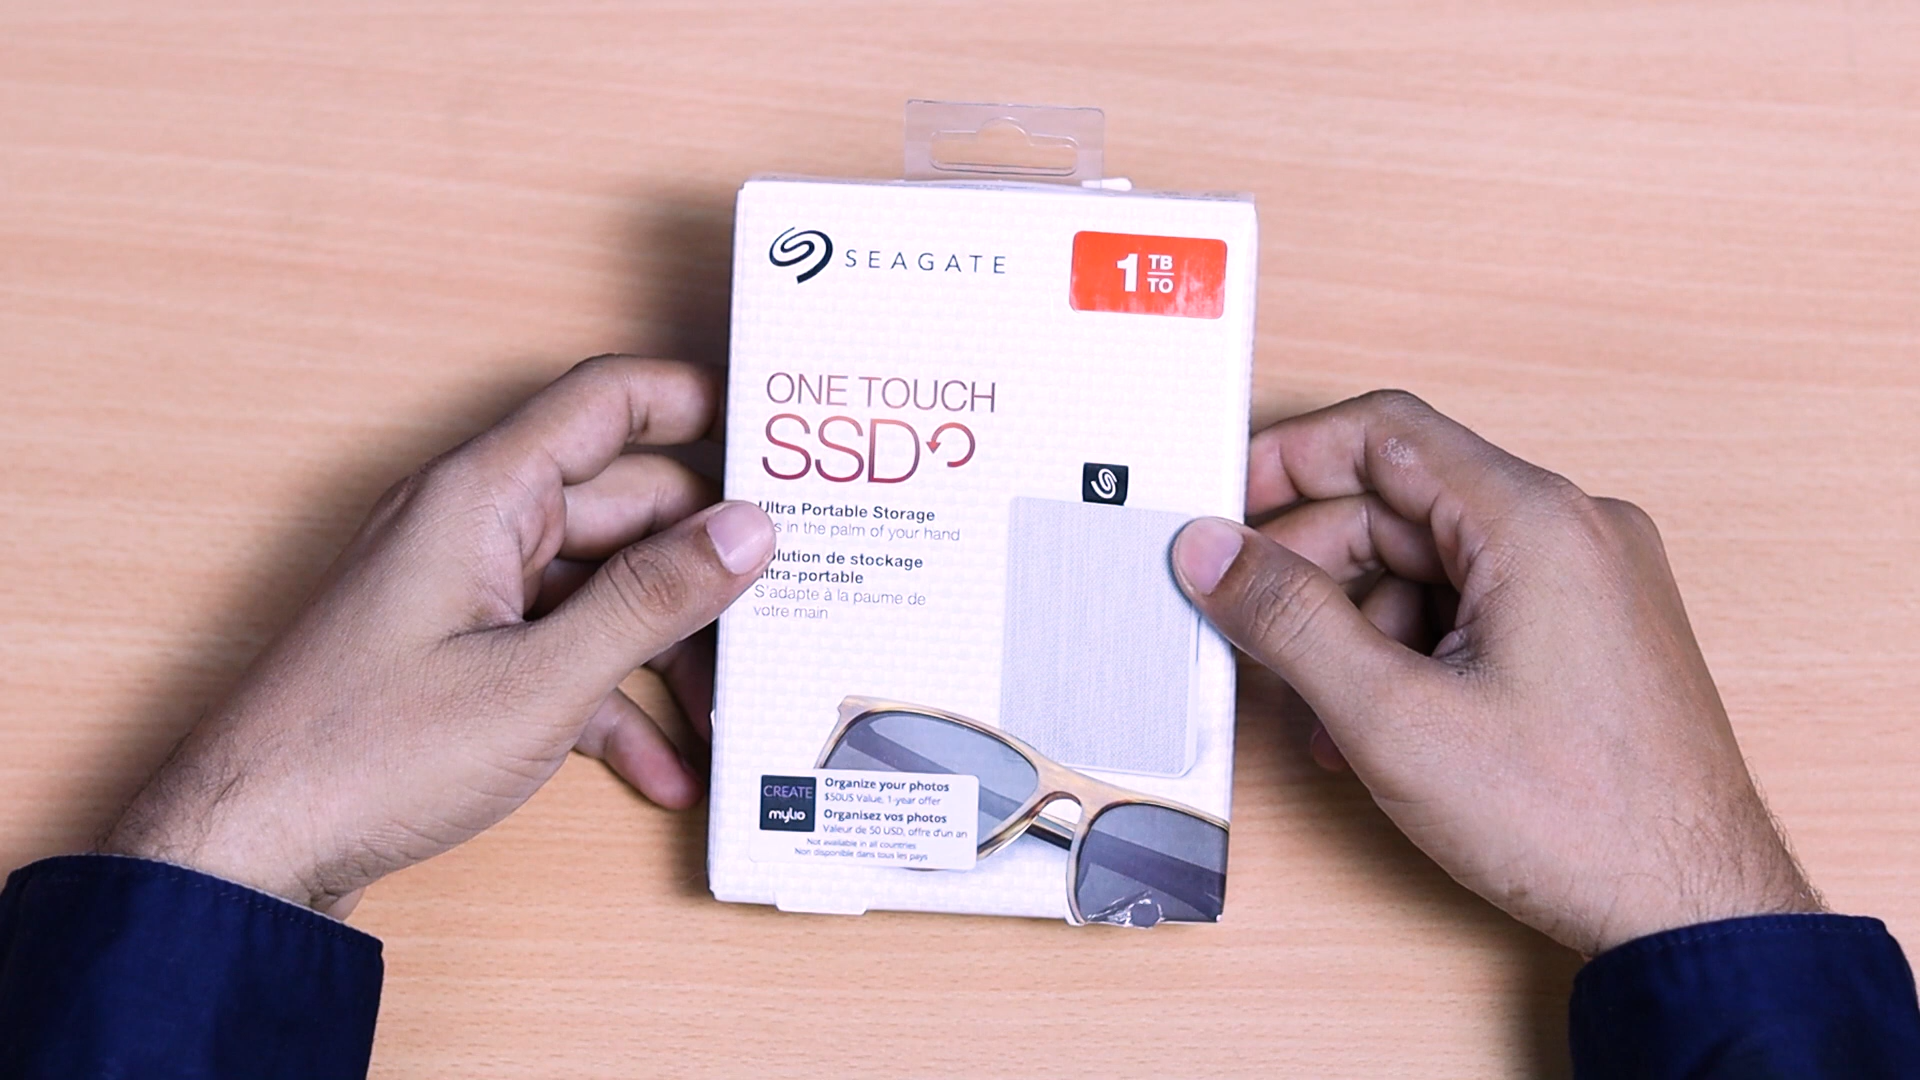 SEAGATE
1 TB
TO
ONE TOUCH
SSD
Ultra Portable Storage
in the palm of your hand
de stockage
ultra-portable
S'adapte à la paume de
votre main
CREATE
mylio
Organize your photos
$50US Value, 1-year offer
Organisez vos photos
Valeur de 50 USD, offre d'un an
Not available in all countries
Non disponible dans tous les pays